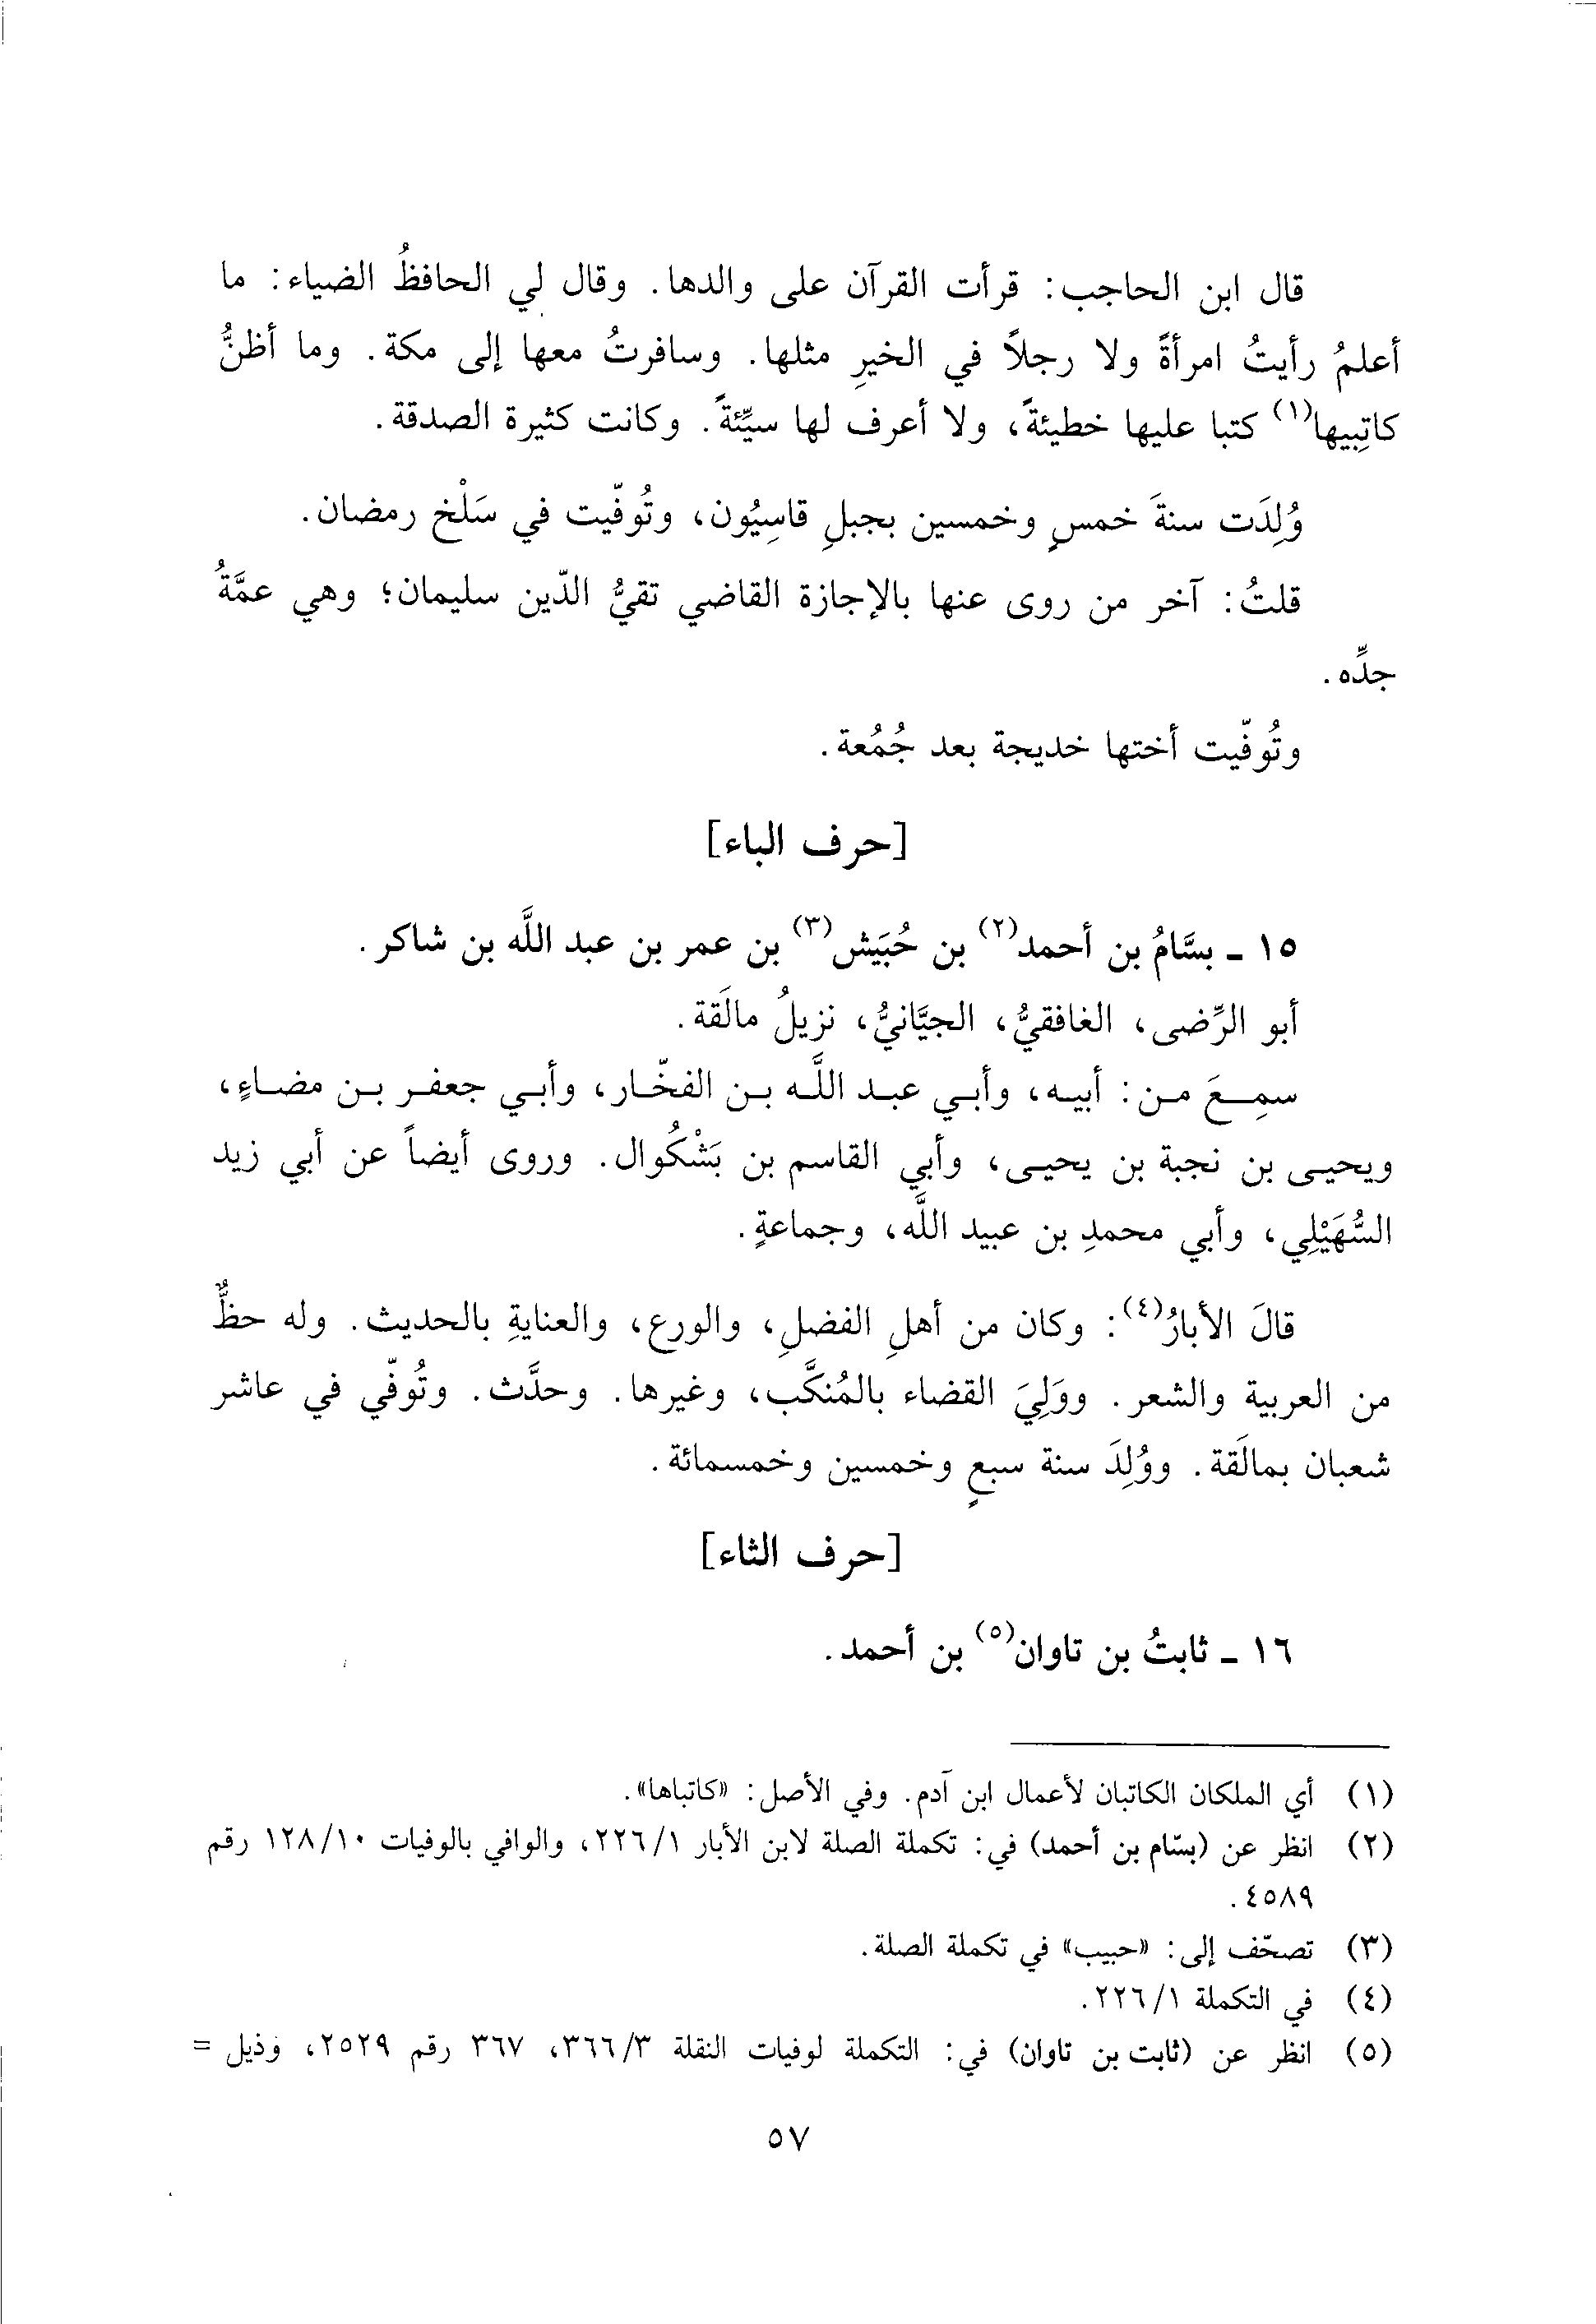 قال ابن الحاجب: قرأت القرآن على والدها. وقال لي الحافظُ الضياء: ما
أعلمُ رأيتُ امرأةً ولا رجلاً في الخيرِ مثلها. وسافرتُ معها إلى مكة. وما أظنُّ
كاتِبيها(١) كتبا عليها خطيئةً، ولا أعرف لها سيِّئةً. وكانت كثيرة الصدقة.
وُلِدَت سنةَ خمسٍ وخمسين بجبلِ قاسِيُون، وتُوفّيت في سَلْخ رمضان.
قلتُ: آخر من روى عنها بالإجازة القاضي تقيُّ الدّين سليمان؛ وهي عمَّةُ
جدِّه.
وتُوفّيت أختها خديجة بعد جُمُعة.
[حرف الباء]
١٥ ـ بسَّامُ بن أحمد(٢) بن حُبَيش(٣) بن عمر بن عبد اللَّه بن شاكر.
أبو الرِّضى، الغافقيُّ، الجيَّانيُّ، نزيلُ مالَقة.
سمِعَ من: أبيه، وأبي عبد اللَّه بن الفخّار، وأبي جعفر بن مضاءٍ،
ويحيى بن نجبة بن يحيى، وأبي القاسم بن بَشْكُوال. وروى أيضاً عن أبي زيد
السُّهَيْلِي، وأبي محمدِ بن عبيد اللَّه، وجماعةٍ.
قالَ الأبارُ(٤): وكان من أهلِ الفضلِ، والورع، والعنايةِ بالحديث. وله حظٌّ
من العربية والشعر. ووَلِيَ القضاء بالمُنكَّب، وغيرها. وحدَّث. وتُوفّي في عاشر
شعبان بمالَقة. ووُلِدَ سنة سبعٍ وخمسين وخمسمائة.
[حرف الثاء]
١٦ ـ ثابتُ بن تاوان(٥) بن أحمد.
(١) أي الملكان الكاتبان لأعمال ابن آدم. وفي الأصل: «كاتباها».
(٢) انظر عن (بسّام بن أحمد) في: تكملة الصلة لابن الأبار ١/٢٢٦، والوافي بالوفيات ١٠/١٢٨ رقم
٤٥٨٩.
(٣) تصحّف إلى: «حبيب» في تكملة الصلة.
(٤) في التكملة ١/٢٢٦.
(٥) انظر عن (ثابت بن تاوان) في: التكملة لوفيات النقلة ٣/٣٦٦، ٣٦٧ رقم ٢٥٢٩، وذيل =
٥٧